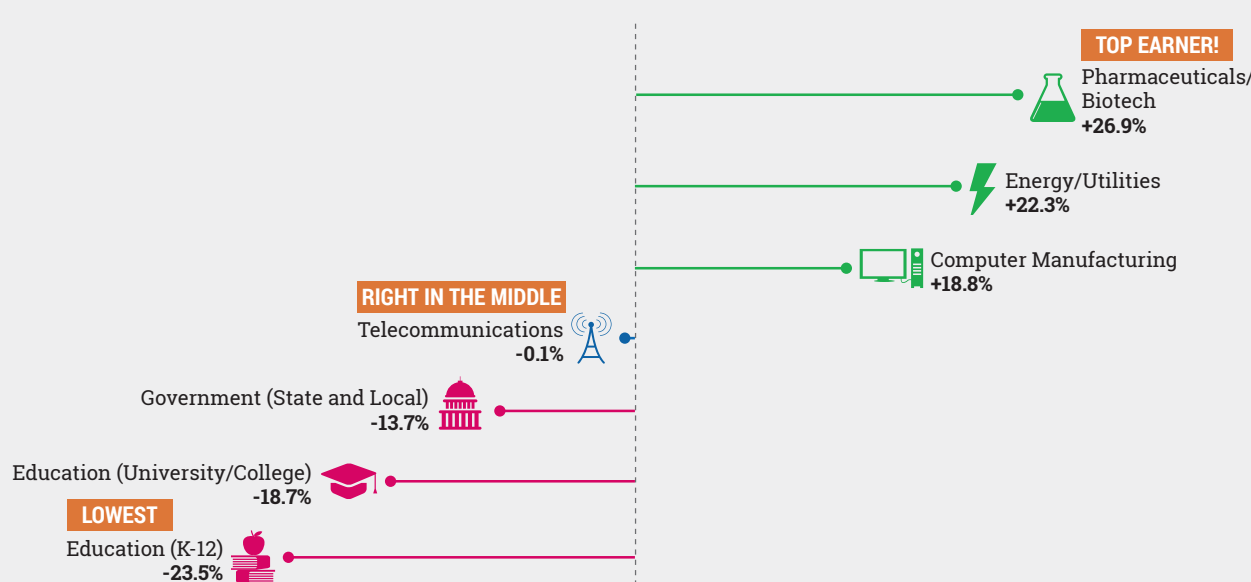 TOP EARNER!
Pharmaceuticals/
Biotech
+26.9%
Energy/Utilities
+22.3%
Computer Manufacturing
+18.8%
RIGHT IN THE MIDDLE
Telecommunications
-0.1%
Government (State and Local)
-13.7%
Education (University/College)
-18.7%
LOWEST
Education (K-12)
-23.5%